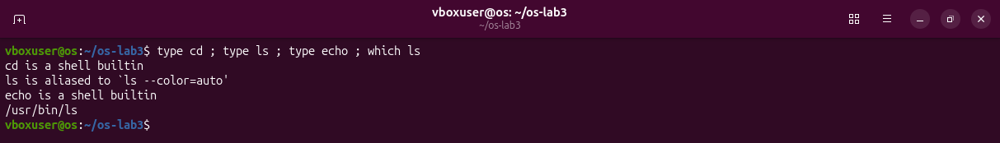 vboxuser@os: ~/os-lab3
~/os-lab3
vboxuser@os:~/os-lab3$ type cd ; type ls ; type echo ; which ls
cd is a shell builtin
ls is aliased to `ls --color=auto'
echo is a shell builtin
/usr/bin/ls
vboxuser@os:~/os-lab3$